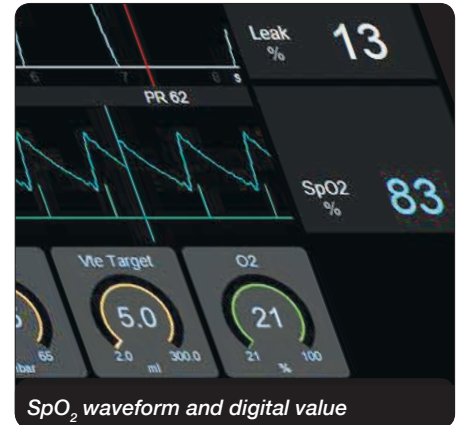 Leak
%
13
6 7 8 s
PR 62
SpO2
%
83
Vte Target
5.0
2.0 300.0
ml
O2
21
21 100
%
65
bar
SpO2 waveform and digital value